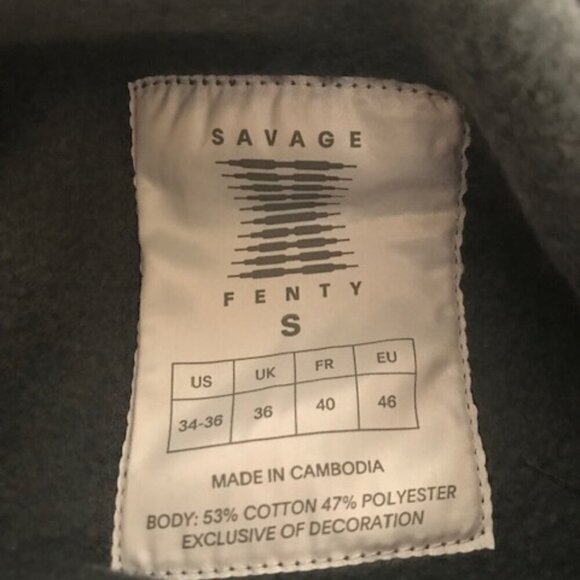 SAVAGE
FENTY
S
US UK FR EU
34-36 36 40 46
MADE IN CAMBODIA
BODY: 53% COTTON 47% POLYESTER
EXCLUSIVE OF DECORATION